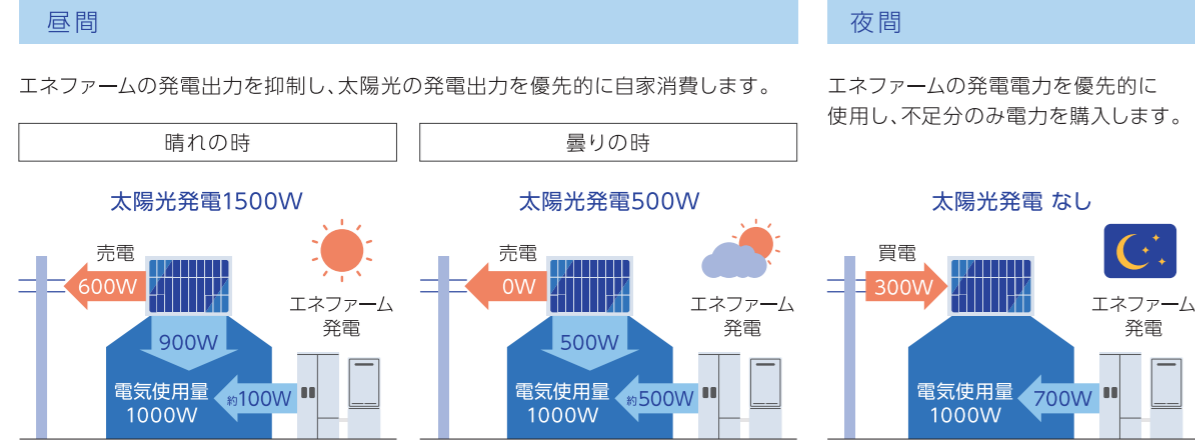 昼間
エネファームの発電出力を抑制し、太陽光の発電出力を優先的に自家消費します。
晴れの時
太陽光発電1500W
売電
600W
エネファーム
発電
900W
電気使用量
1000W
約100W
曇りの時
太陽光発電500W
売電
0W
エネファーム
発電
500W
電気使用量
1000W
約500W
夜間
エネファームの発電電力を優先的に
使用し、不足分のみ電力を購入します。
太陽光発電 なし
買電
300W
エネファーム
発電
電気使用量
1000W
700W